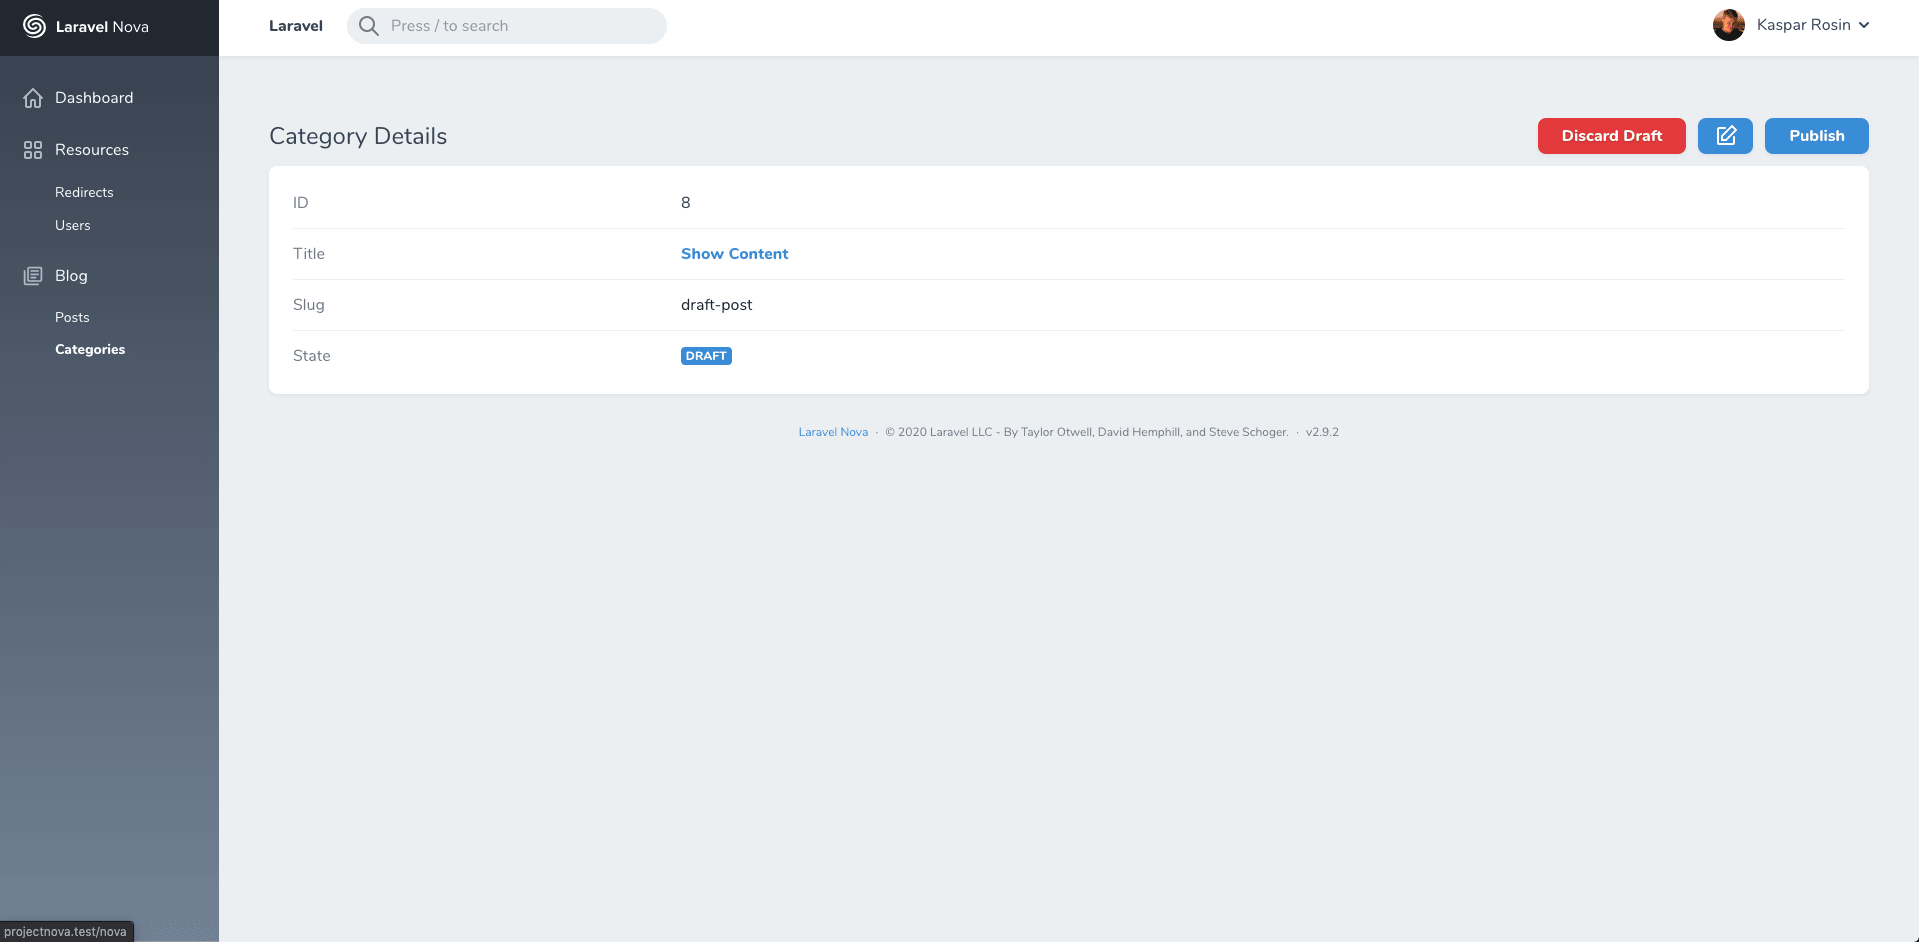 Laravel Nova
Laravel
Press / to search
Kaspar Rosin
Dashboard
Resources
Redirects
Users
Blog
Posts
Categories
Category Details
Discard Draft
Publish
ID 8
Title Show Content
Slug draft-post
State DRAFT
Laravel Nova · © 2020 Laravel LLC - By Taylor Otwell, David Hemphill, and Steve Schoger. · v2.9.2
projectnova.test/nova